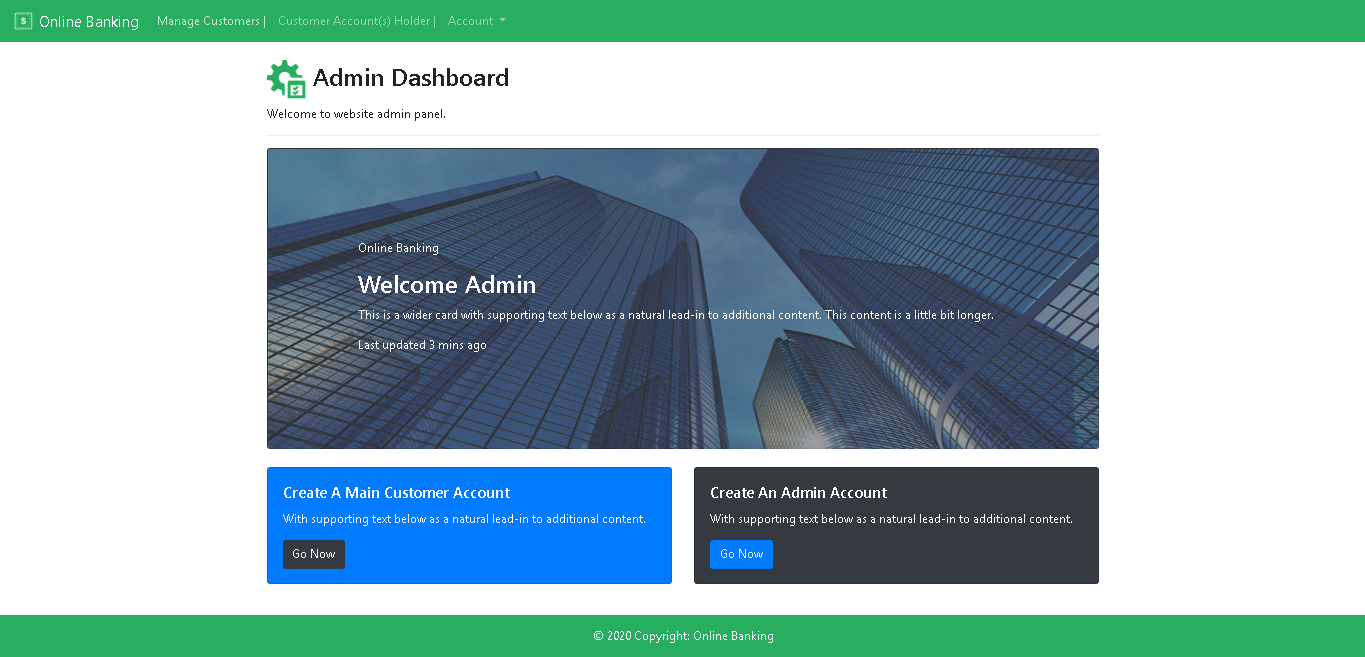 $ Online Banking Manage Customers | Customer Account(s) Holder | Account
Admin Dashboard
Welcome to website admin panel.
Online Banking
Welcome Admin
This is a wider card with supporting text below as a natural lead-in to additional content. This content is a little bit longer.
Last updated 3 mins ago
Create A Main Customer Account
With supporting text below as a natural lead-in to additional content.
Go Now
Create An Admin Account
With supporting text below as a natural lead-in to additional content.
Go Now
© 2020 Copyright: Online Banking